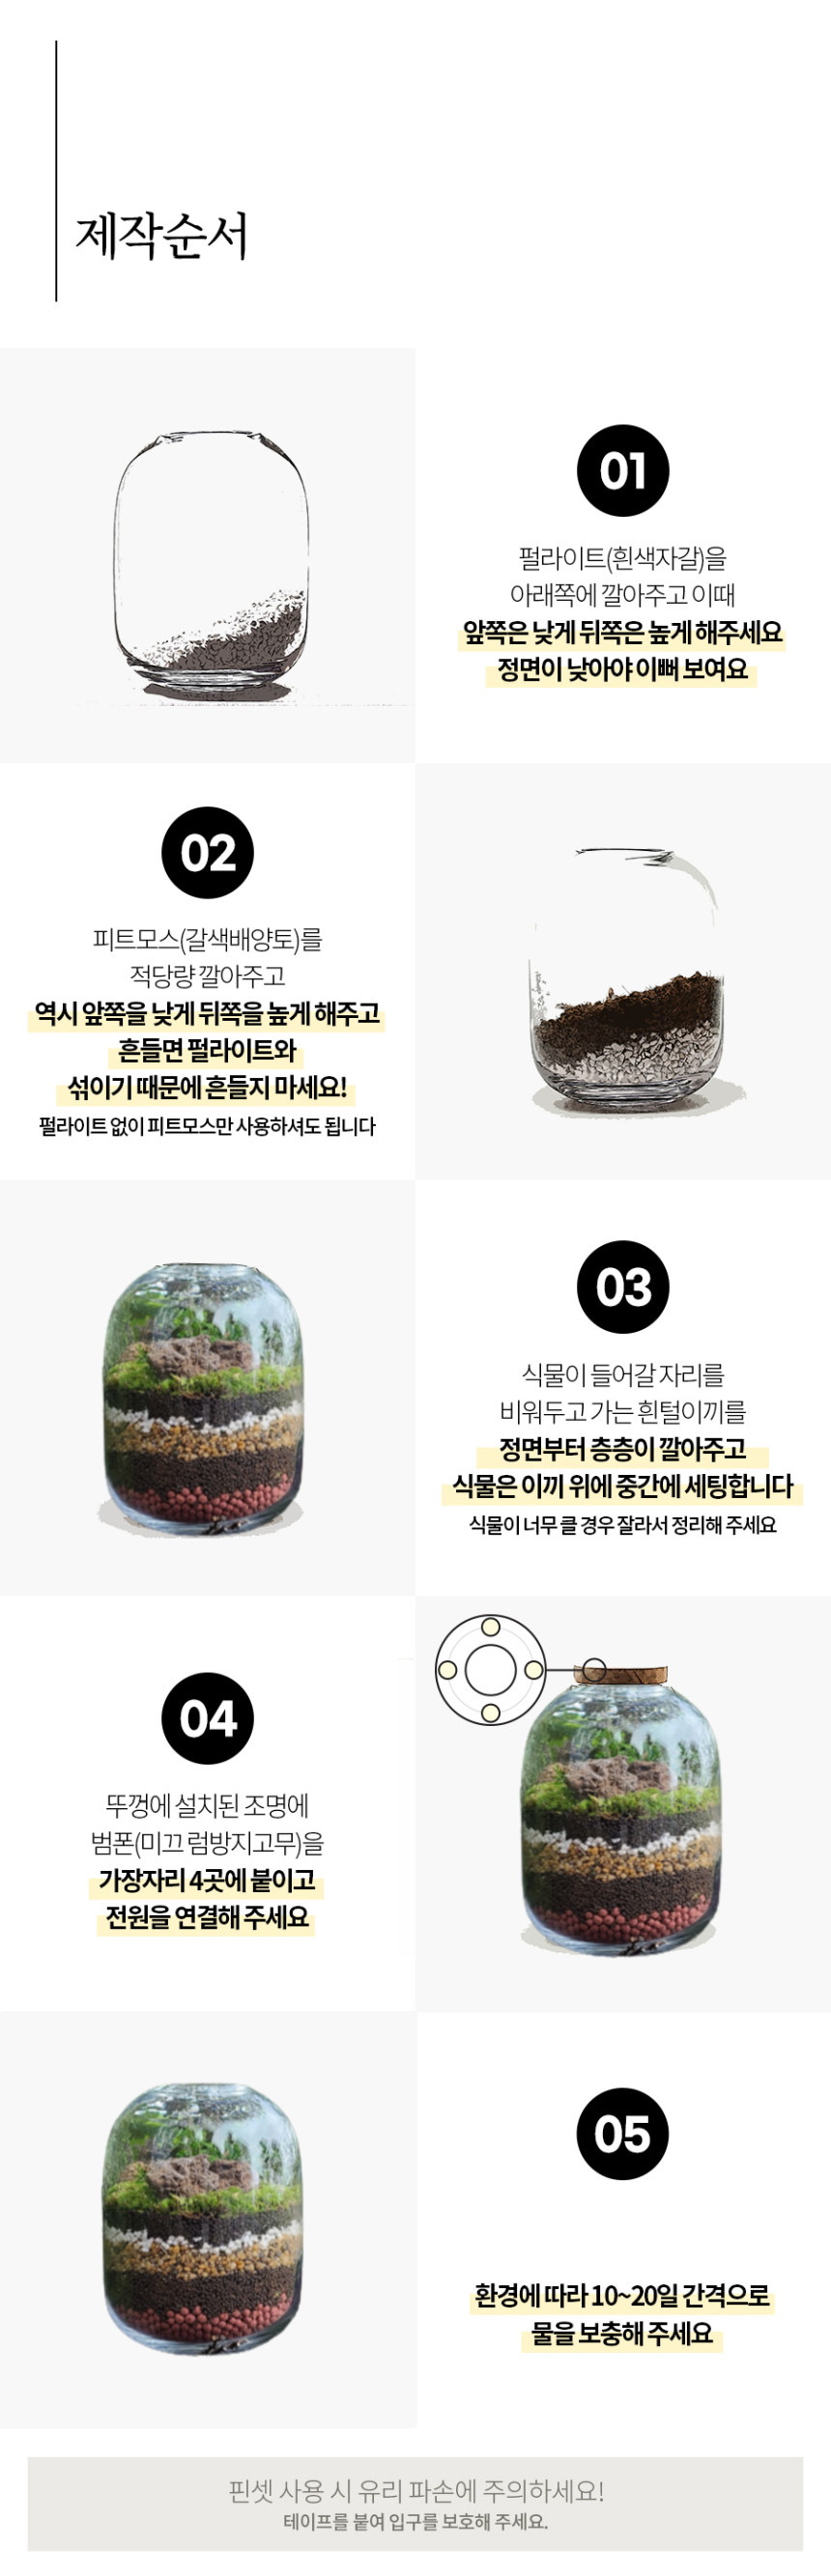 제작순서
01
펄라이트(흰색자갈)을
아래쪽에 깔아주고 이때
앞쪽은 낮게 뒤쪽은 높게 해주세요
정면이 낮아야 이뻐 보여요
02
피트모스(갈색배양토)를
적당량 깔아주고
역시 앞쪽을 낮게 뒤쪽을 높게 해주고
흔들면 펄라이트와
섞이기 때문에 흔들지 마세요!
펄라이트 없이 피트모스만 사용하셔도 됩니다
03
식물이 들어갈 자리를
비워두고 가는 흰털이끼를
정면부터 층층이 깔아주고
식물은 이끼 위에 중간에 세팅합니다
식물이 너무 클 경우 잘라서 정리해 주세요
04
뚜껑에 설치된 조명에
범폰(미끄럼방지고무)을
가장자리 4곳에 붙이고
전원을 연결해 주세요
05
환경에 따라 10~20일 간격으로
물을 보충해 주세요
핀셋 사용 시 유리 파손에 주의하세요!
테이프를 붙여 입구를 보호해 주세요.